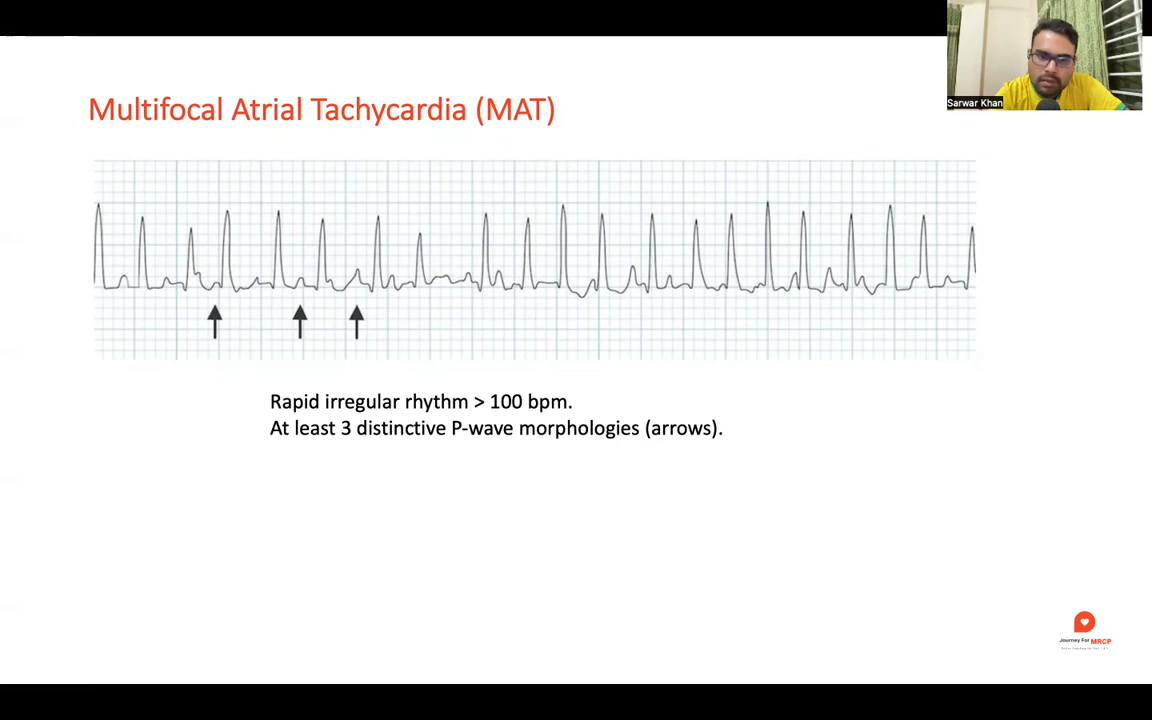 Sarwar Khan
Multifocal Atrial Tachycardia (MAT)
Rapid irregular rhythm > 100 bpm.
At least 3 distinctive P-wave morphologies (arrows).
Journey For MRCP